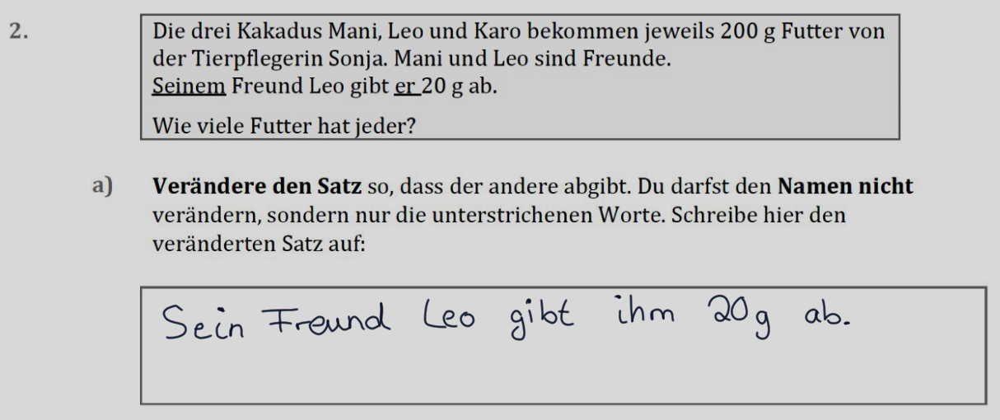 2.
Die drei Kakadus Mani, Leo und Karo bekommen jeweils 200 g Futter von
der Tierpflegerin Sonja. Mani und Leo sind Freunde.
Seinem Freund Leo gibt er 20 g ab.
Wie viele Futter hat jeder?
a)
Verändere den Satz so, dass der andere abgibt. Du darfst den Namen nicht
verändern, sondern nur die unterstrichenen Worte. Schreibe hier den
veränderten Satz auf:
Sein Freund Leo gibt ihm 20g ab.